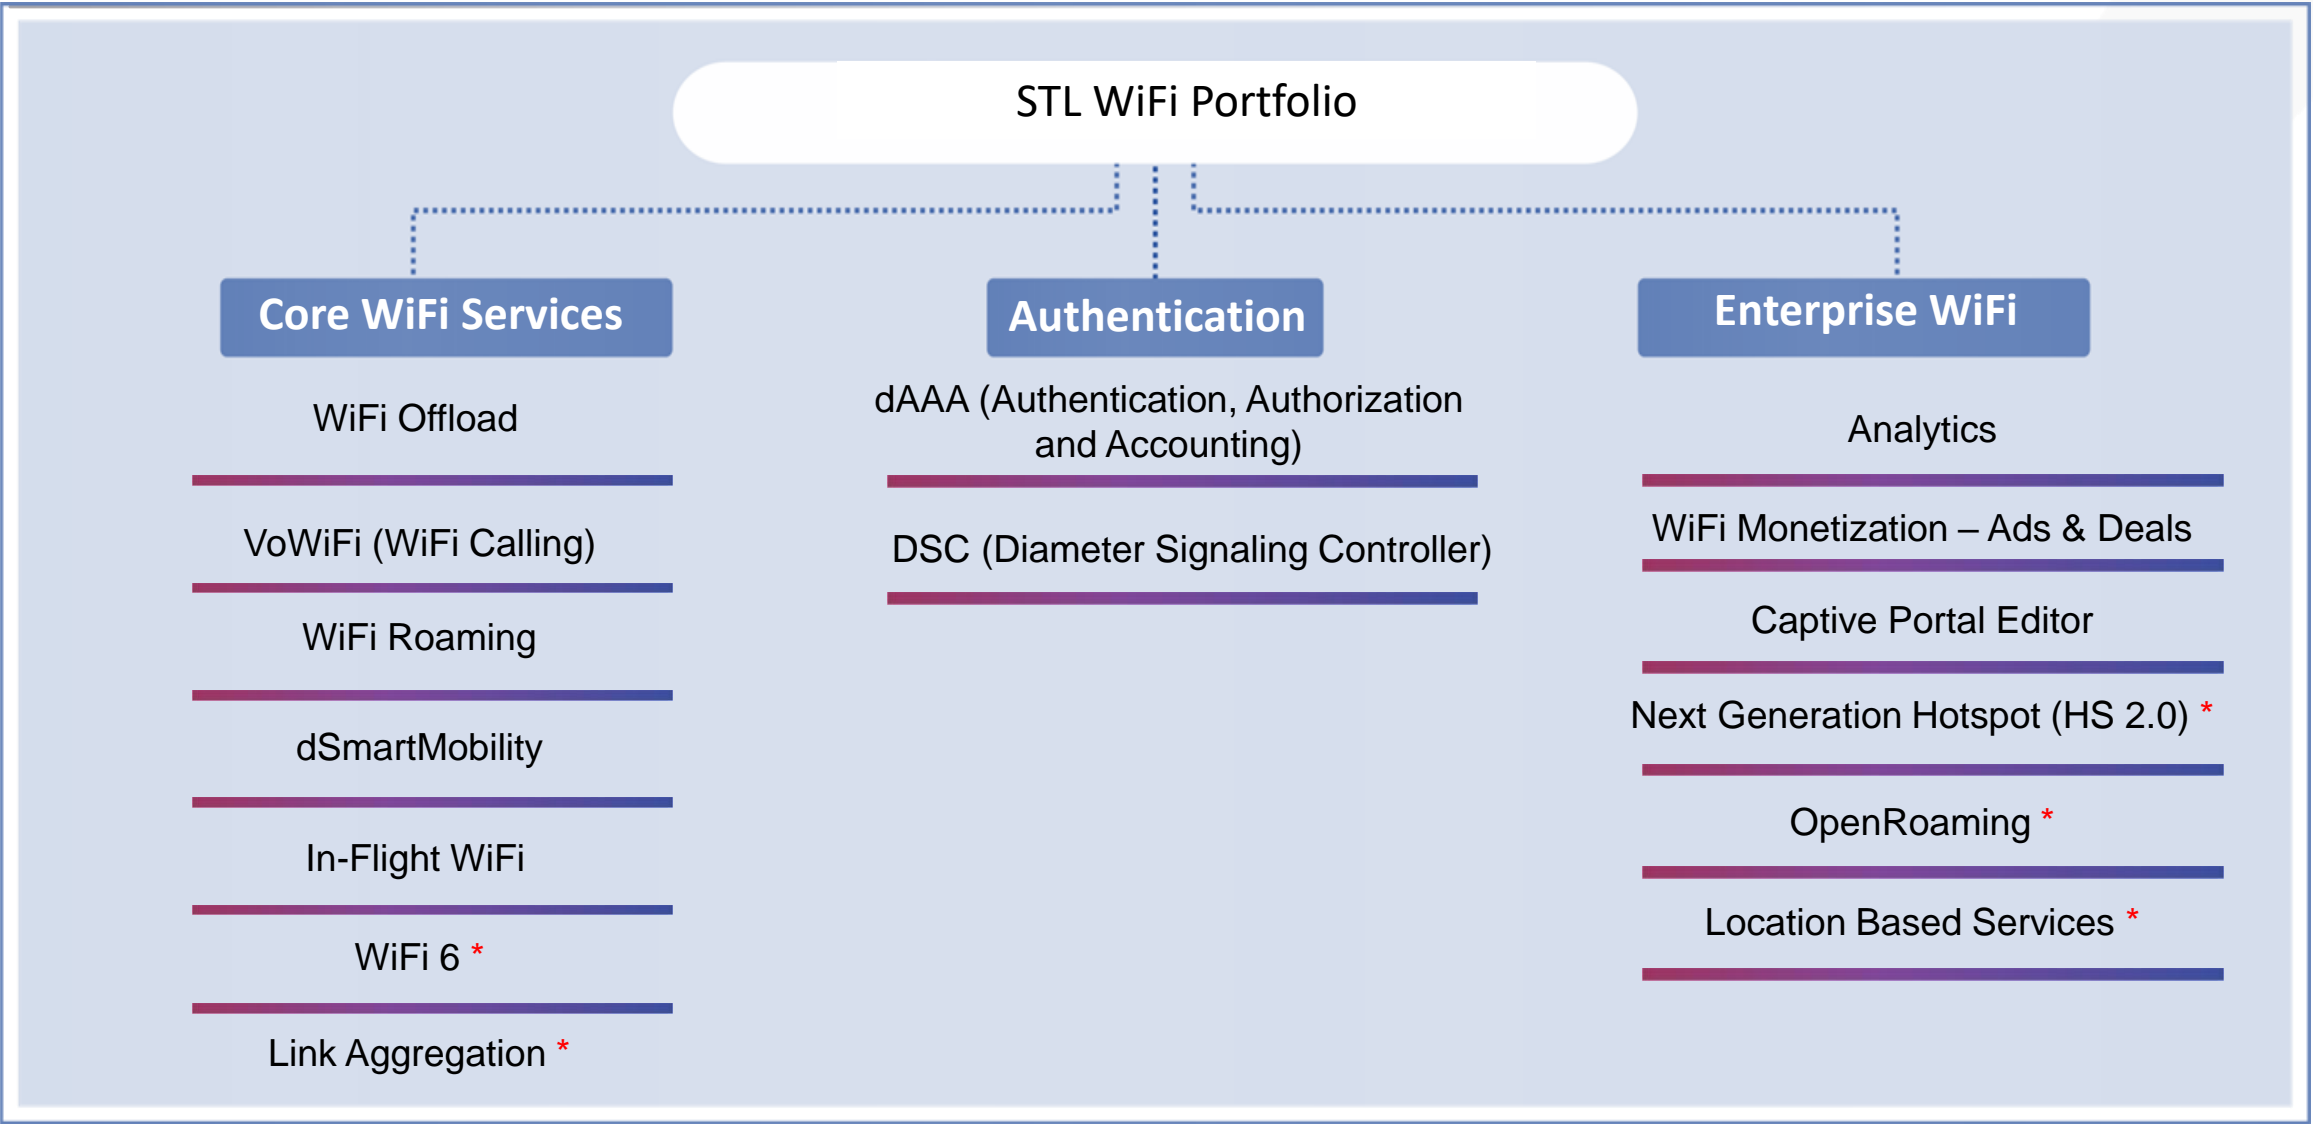 STL WiFi Portfolio
Core WiFi Services
WiFi Offload
VoWiFi (WiFi Calling)
WiFi Roaming
dSmartMobility
In-Flight WiFi
WiFi 6 *
Link Aggregation *
Authentication
dAAA (Authentication, Authorization
and Accounting)
DSC (Diameter Signaling Controller)
Enterprise WiFi
Analytics
WiFi Monetization – Ads & Deals
Captive Portal Editor
Next Generation Hotspot (HS 2.0) *
OpenRoaming *
Location Based Services *